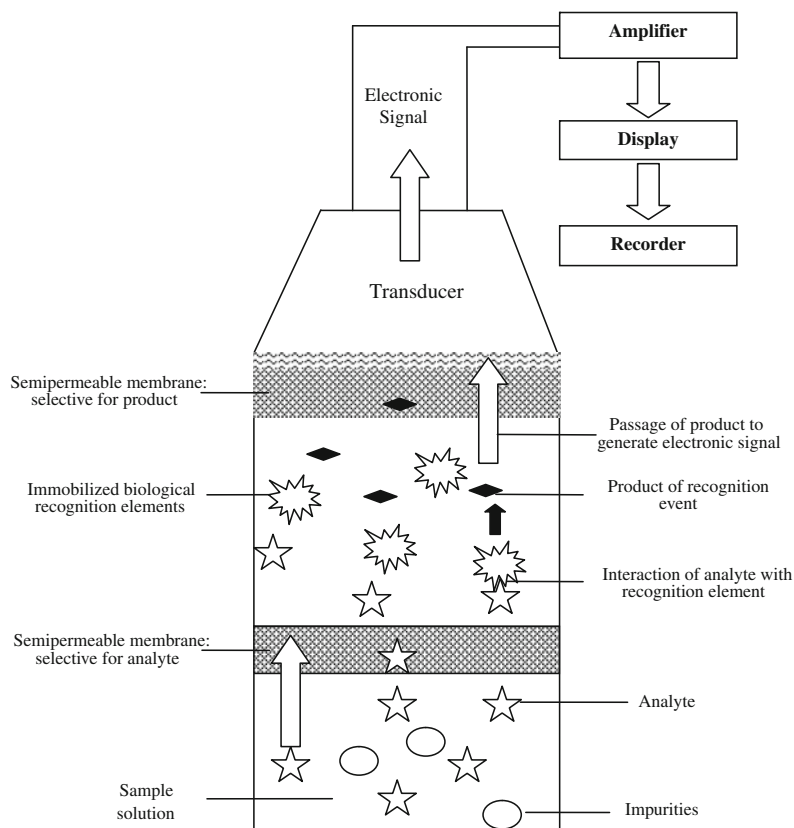 Amplifier
Electronic
Signal
Display
Recorder
Transducer
Semipermeable membrane:
selective for product
Passage of product to
generate electronic signal
Immobilized biological
recognition elements
Product of recognition
event
Interaction of analyte with
recognition element
Semipermeable membrane:
selective for analyte
Analyte
Sample
solution
Impurities